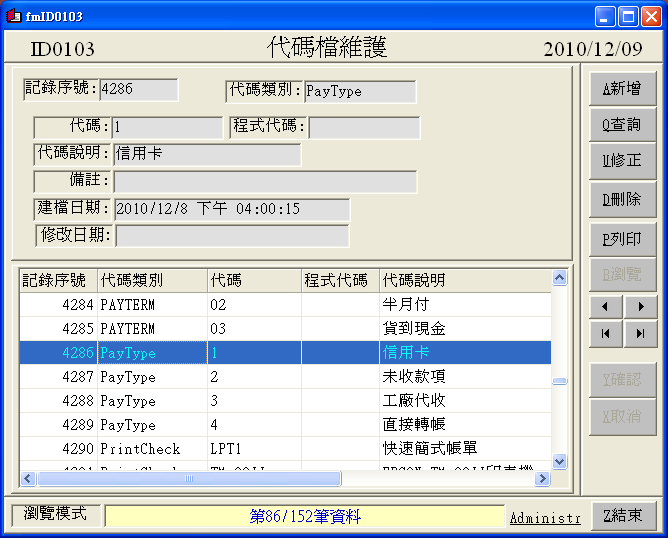 fmID0103
ID0103 代碼檔維護 2010/12/09
記錄序號: 4286 代碼類別: PayType
代碼: 1 程式代碼:
代碼說明: 信用卡
備註:
建檔日期: 2010/12/8 下午 04:00:15
修改日期:
A新增
Q查詢
U修正
D刪除
P列印
B瀏覽
Y確認
X取消
記錄序號 代碼類別 代碼 程式代碼 代碼說明
4284 PAYTERM 02 半月付
4285 PAYTERM 03 貨到現金
4286 PayType 1 信用卡
4287 PayType 2 未收款項
4288 PayType 3 工廠代收
4289 PayType 4 直接轉帳
4290 PrintCheck LPT1 快速簡式帳單
瀏覽模式 第86/152筆資料 Administr Z結束